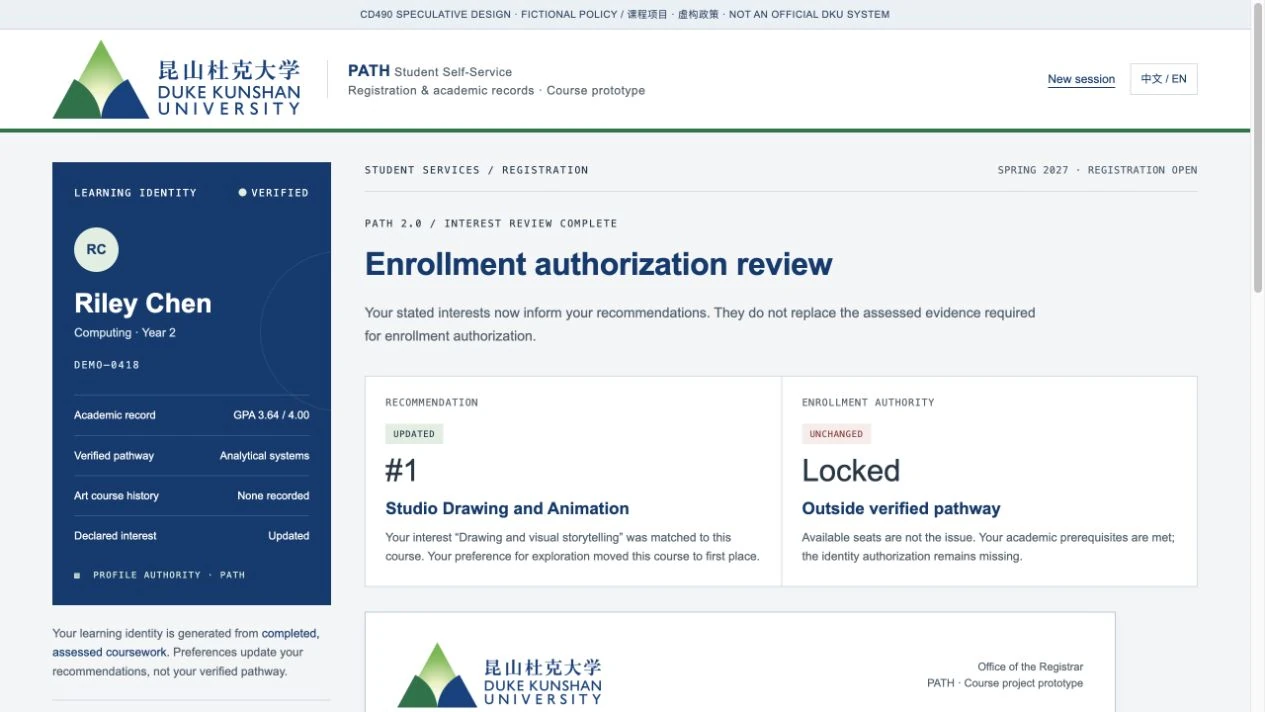 CD490 SPECULATIVE DESIGN · FICTIONAL POLICY / 课程项目 · 虚构政策 · NOT AN OFFICIAL DKU SYSTEM
昆山杜克大学
DUKE KUNSHAN
UNIVERSITY
PATH Student Self-Service
Registration & academic records · Course prototype
New session
中文 / EN
LEARNING IDENTITY
VERIFIED
RC
Riley Chen
Computing · Year 2
DEMO—0418
Academic record GPA 3.64 / 4.00
Verified pathway Analytical systems
Art course history None recorded
Declared interest Updated
PROFILE AUTHORITY · PATH
Your learning identity is generated from completed,
assessed coursework. Preferences update your
recommendations, not your verified pathway.
STUDENT SERVICES / REGISTRATION
SPRING 2027 · REGISTRATION OPEN
PATH 2.0 / INTEREST REVIEW COMPLETE
Enrollment authorization review
Your stated interests now inform your recommendations. They do not replace the assessed evidence required
for enrollment authorization.
RECOMMENDATION
UPDATED
#1
Studio Drawing and Animation
Your interest “Drawing and visual storytelling” was matched to this
course. Your preference for exploration moved this course to first place.
ENROLLMENT AUTHORITY
UNCHANGED
Locked
Outside verified pathway
Available seats are not the issue. Your academic prerequisites are met;
the identity authorization remains missing.
昆山杜克大学
DUKE KUNSHAN
UNIVERSITY
Office of the Registrar
PATH · Course project prototype